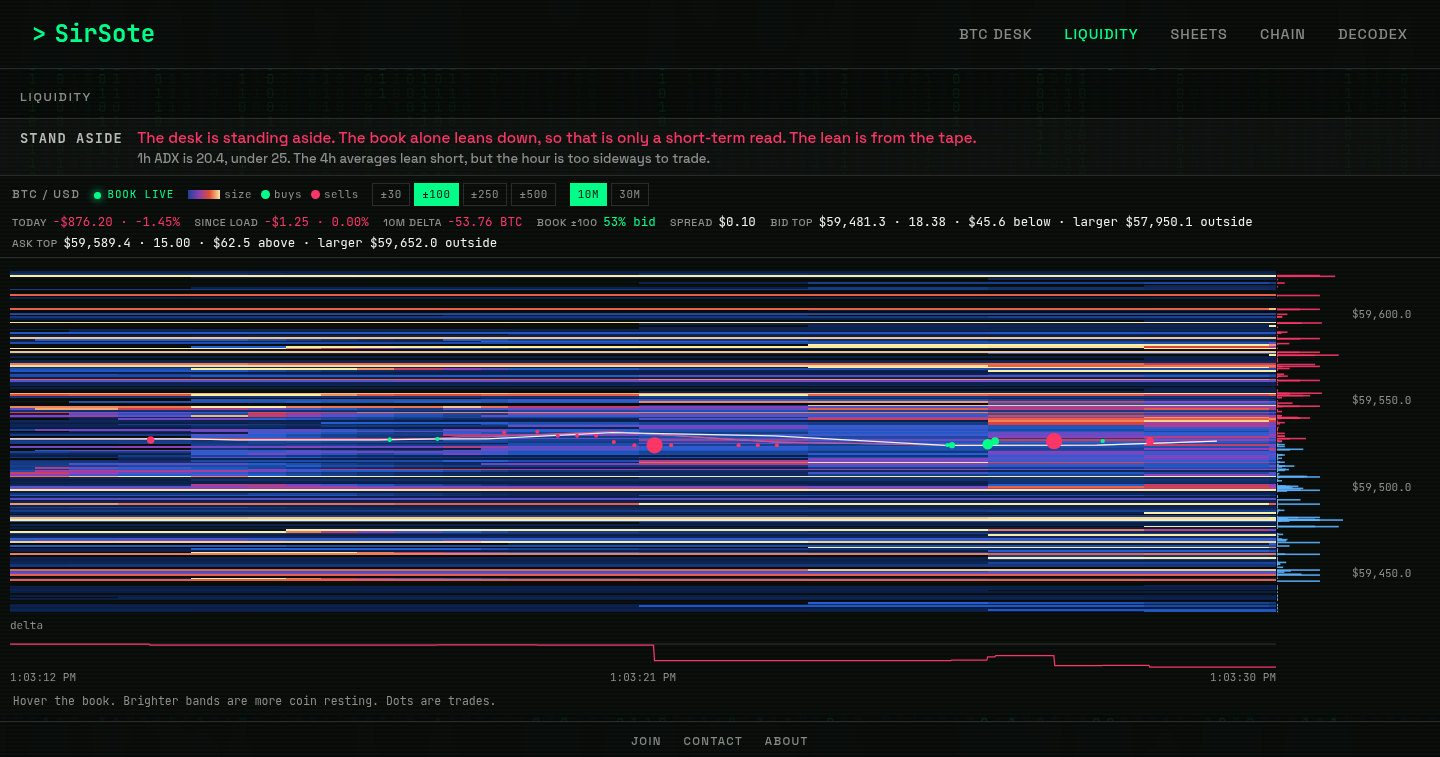 > SirSote
BTC DESK LIQUIDITY SHEETS CHAIN DECODEX
LIQUIDITY
STAND ASIDE The desk is standing aside. The book alone leans down, so that is only a short-term read. The lean is from the tape.
1h ADX is 20.4, under 25. The 4h averages lean short, but the hour is too sideways to trade.
BTC / USD BOOK LIVE size buys sells ±30 ±100 ±250 ±500 10M 30M
TODAY -$876.20 · -1.45% SINCE LOAD -$1.25 · 0.00% 10M DELTA -53.76 BTC BOOK ±100 53% bid SPREAD $0.10 BID TOP $59,481.3 · 18.38 · $45.6 below · larger $57,950.1 outside
ASK TOP $59,589.4 · 15.00 · $62.5 above · larger $59,652.0 outside
$59,600.0
$59,550.0
$59,500.0
$59,450.0
delta
1:03:12 PM 1:03:21 PM 1:03:30 PM
Hover the book. Brighter bands are more coin resting. Dots are trades.
JOIN CONTACT ABOUT